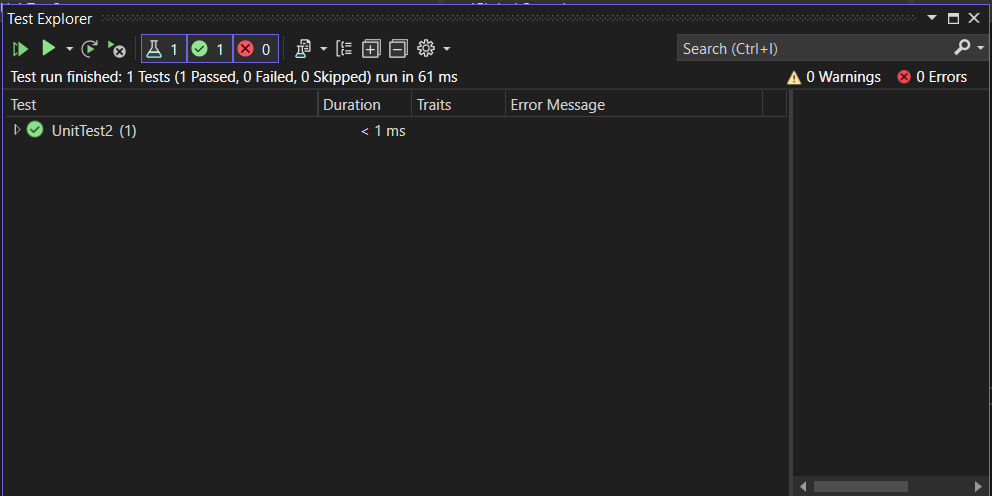 Test Explorer
1 1 0
Search (Ctrl+I)
Test run finished: 1 Tests (1 Passed, 0 Failed, 0 Skipped) run in 61 ms
0 Warnings 0 Errors
Test Duration Traits Error Message
UnitTest2 (1) < 1 ms